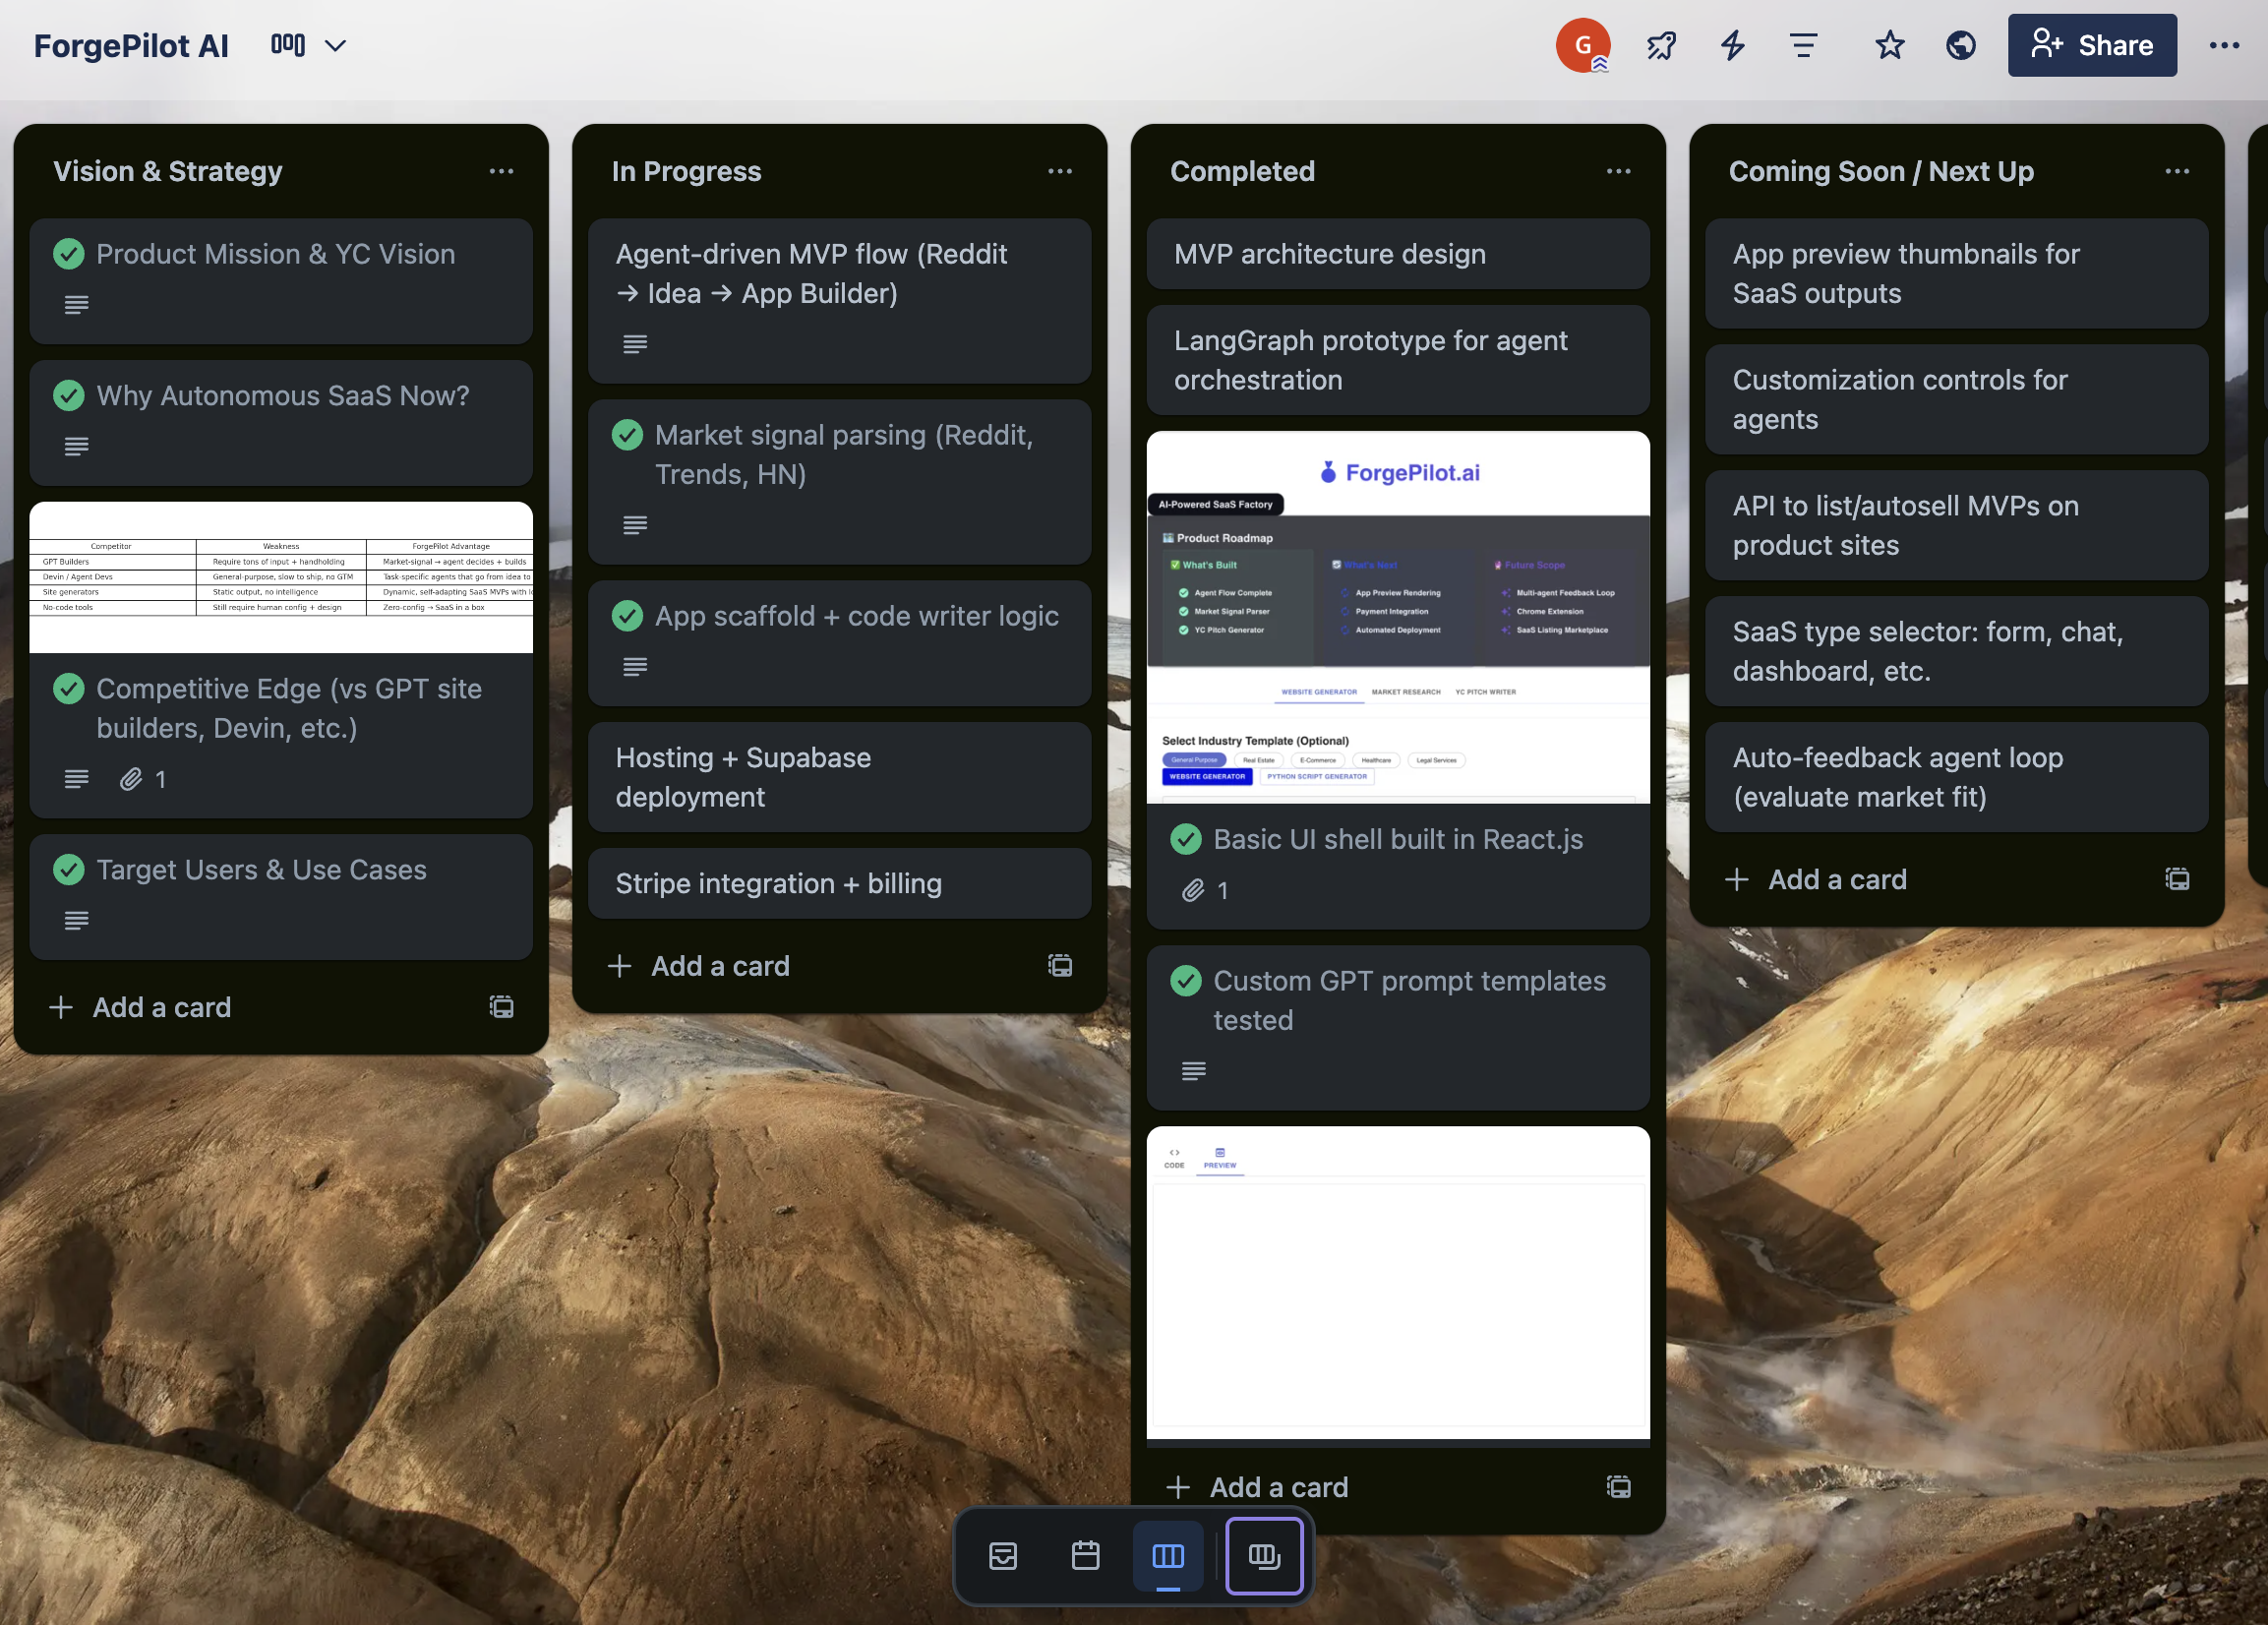 ForgePilot AI
G
Share
Vision & Strategy
Product Mission & YC Vision
Why Autonomous SaaS Now?
Competitor Weakness ForgePilot Advantage
GPT Builders Require tons of input + handholding Market-signal → agent decides + builds
Devin / Agent Devs General-purpose, slow to ship, no GTM Task-specific agents that go from idea to
Site generators Static output, no intelligence Dynamic, self-adapting SaaS MVPs with
No-code tools Still require human config + design Zero-config → SaaS in a box
Competitive Edge (vs GPT site
builders, Devin, etc.)
1
Target Users & Use Cases
Add a card
In Progress
Agent-driven MVP flow (Reddit
→ Idea → App Builder)
Market signal parsing (Reddit,
Trends, HN)
App scaffold + code writer logic
Hosting + Supabase
deployment
Stripe integration + billing
Add a card
Completed
MVP architecture design
LangGraph prototype for agent
orchestration
ForgePilot.ai
AI-Powered SaaS Factory
Product Roadmap
What's Built
Agent Flow Complete
Market Signal Parser
YC Pitch Generator
What's Next
App Preview Rendering
Payment Integration
Automated Deployment
Future Scope
Multi-agent Feedback Loop
Chrome Extension
SaaS Listing Marketplace
WEBSITE GENERATOR MARKET RESEARCH YC PITCH WRITER
Select Industry Template (Optional)
General Purpose Real Estate E-Commerce Healthcare Legal Services
WEBSITE GENERATOR PYTHON SCRIPT GENERATOR
Basic UI shell built in React.js
1
Custom GPT prompt templates
tested
CODE PREVIEW
Add a card
Coming Soon / Next Up
App preview thumbnails for
SaaS outputs
Customization controls for
agents
API to list/autosell MVPs on
product sites
SaaS type selector: form, chat,
dashboard, etc.
Auto-feedback agent loop
(evaluate market fit)
Add a card